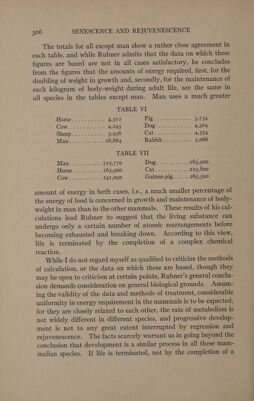 306 SENESCENCE AND REJUVENESCENCE
The totals for all except man show a rather close agreement in
each table, and while Rubner admits that the data on which these
figures are based are not in all cases satisfactory, he concludes
from the figures that the amounts of energy required, first, for the
doubling of weight in growth and, secondly, for the maintenance of
each kilogram of body-weight during adult life, are the same in
all species in the tables except man. Man uses a much greater
TABLE VI
Horse............ 4,512 Pig............. 3,734
Cow............. 4,243 Dog............. 4,304
Sheep............ 3,936 Cat............. 4,554
Man.............28,864 Rabbit........... 5,066
TABLE VII
Man...........725,770 Dog...........163,900
Horse..........163,900 Cat............223,800
Cow............141,090 Guinea-pig......265,500
amount of energy in both cases, i.e., a much smaller percentage of
the energy of food is concerned in growth and maintenance of body-
weight in man than in the other mammals. These results of his cal-
culations lead Rubner to suggest that the living substance can
undergo only a certain number of atomic rearrangements before
becoming exhausted and breaking down. According to this view,
life is terminated by the completion of a complex chemical
reaction.
While I do not regard myself as qualified to criticize the methods
of calculation, or the data on which these are based, though they
may be open to criticism at certain points, Rubner's general conclu-
sion demands consideration on general biological grounds. Assum-
ing the validity of the data and methods of treatment, considerable
uniformity in energy requirement in the mammals is to be expected,
for they are closely related to each other, the rate of metabolism is
not widely different in different species, and progressive develop-
ment is not to any great extent interrupted by regression and
rejuvenescence. The facts scarcely warrant us in going beyond the
conclusion that development is a similar process in all these mam-
malian species. If life is terminated, not by the completion of a